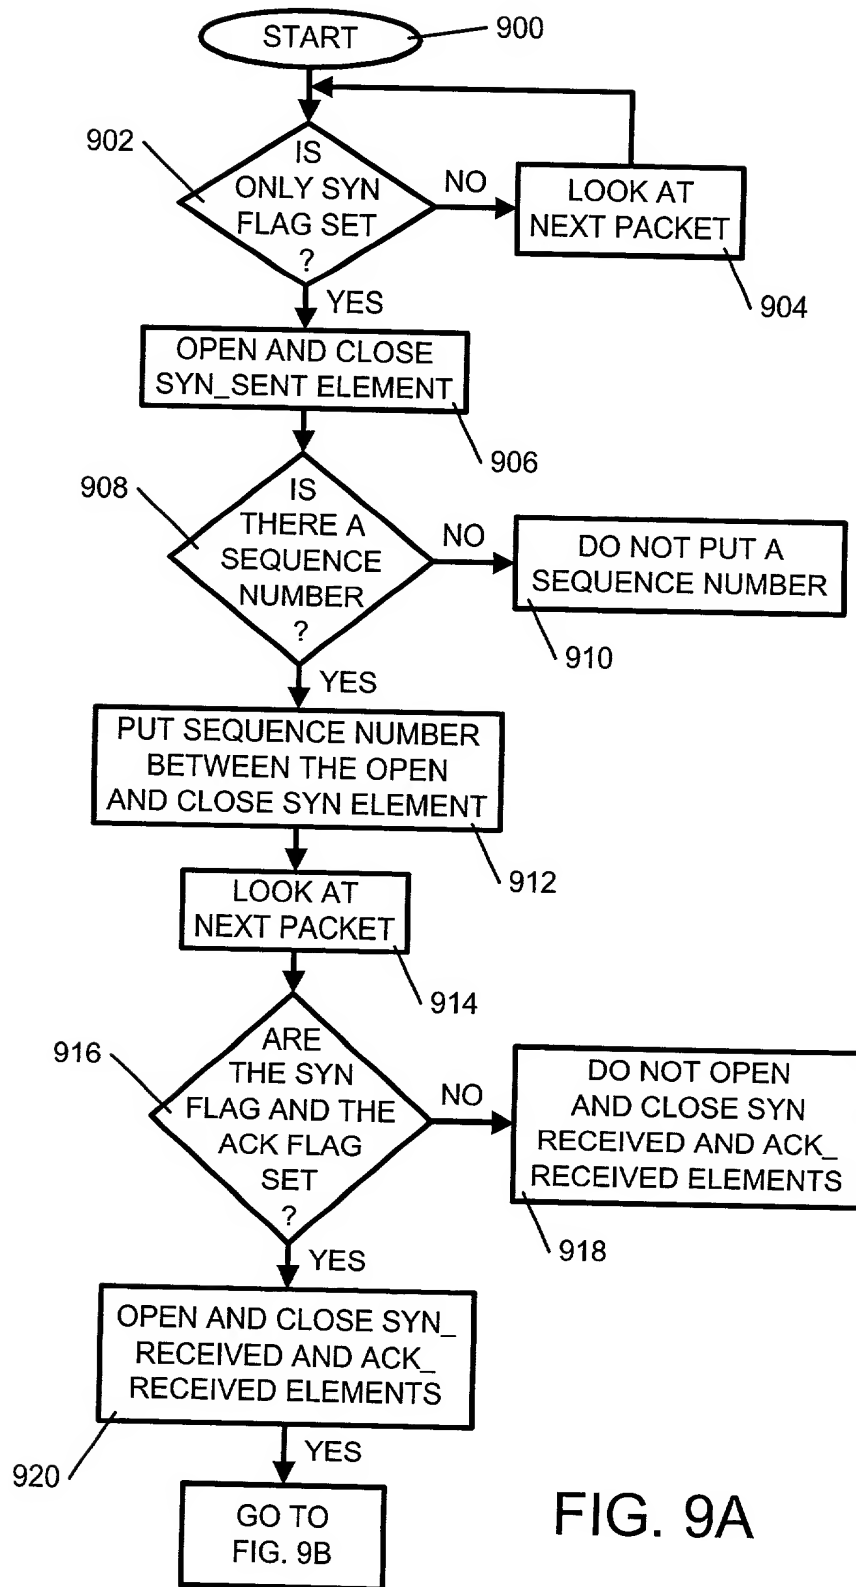 START
900
902
IS
ONLY SYN
FLAG SET
?
NO
LOOK AT
NEXT PACKET
904
YES
OPEN AND CLOSE
SYN_SENT ELEMENT
906
908
IS
THERE A
SEQUENCE
NUMBER
?
NO
DO NOT PUT A
SEQUENCE NUMBER
910
YES
PUT SEQUENCE NUMBER
BETWEEN THE OPEN
AND CLOSE SYN ELEMENT
912
LOOK AT
NEXT PACKET
914
916
ARE
THE SYN
FLAG AND THE
ACK FLAG
SET
?
NO
DO NOT OPEN
AND CLOSE SYN
RECEIVED AND ACK_
RECEIVED ELEMENTS
918
YES
OPEN AND CLOSE SYN_
RECEIVED AND ACK_
RECEIVED ELEMENTS
920
YES
GO TO
FIG. 9B
FIG. 9A